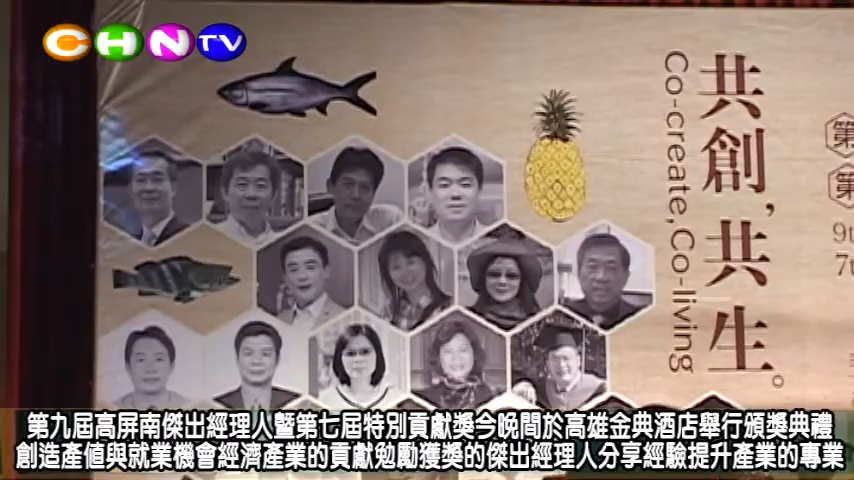 CHNTV
共創,共生。
Co-create, Co-living
第
第
9
7
第九屆高屏南傑出經理人暨第七屆特別貢獻獎今晚間於高雄金典酒店舉行頒獎典禮
創造產值與就業機會經濟產業的貢獻勉勵獲獎的傑出經理人分享經驗提升產業的專業